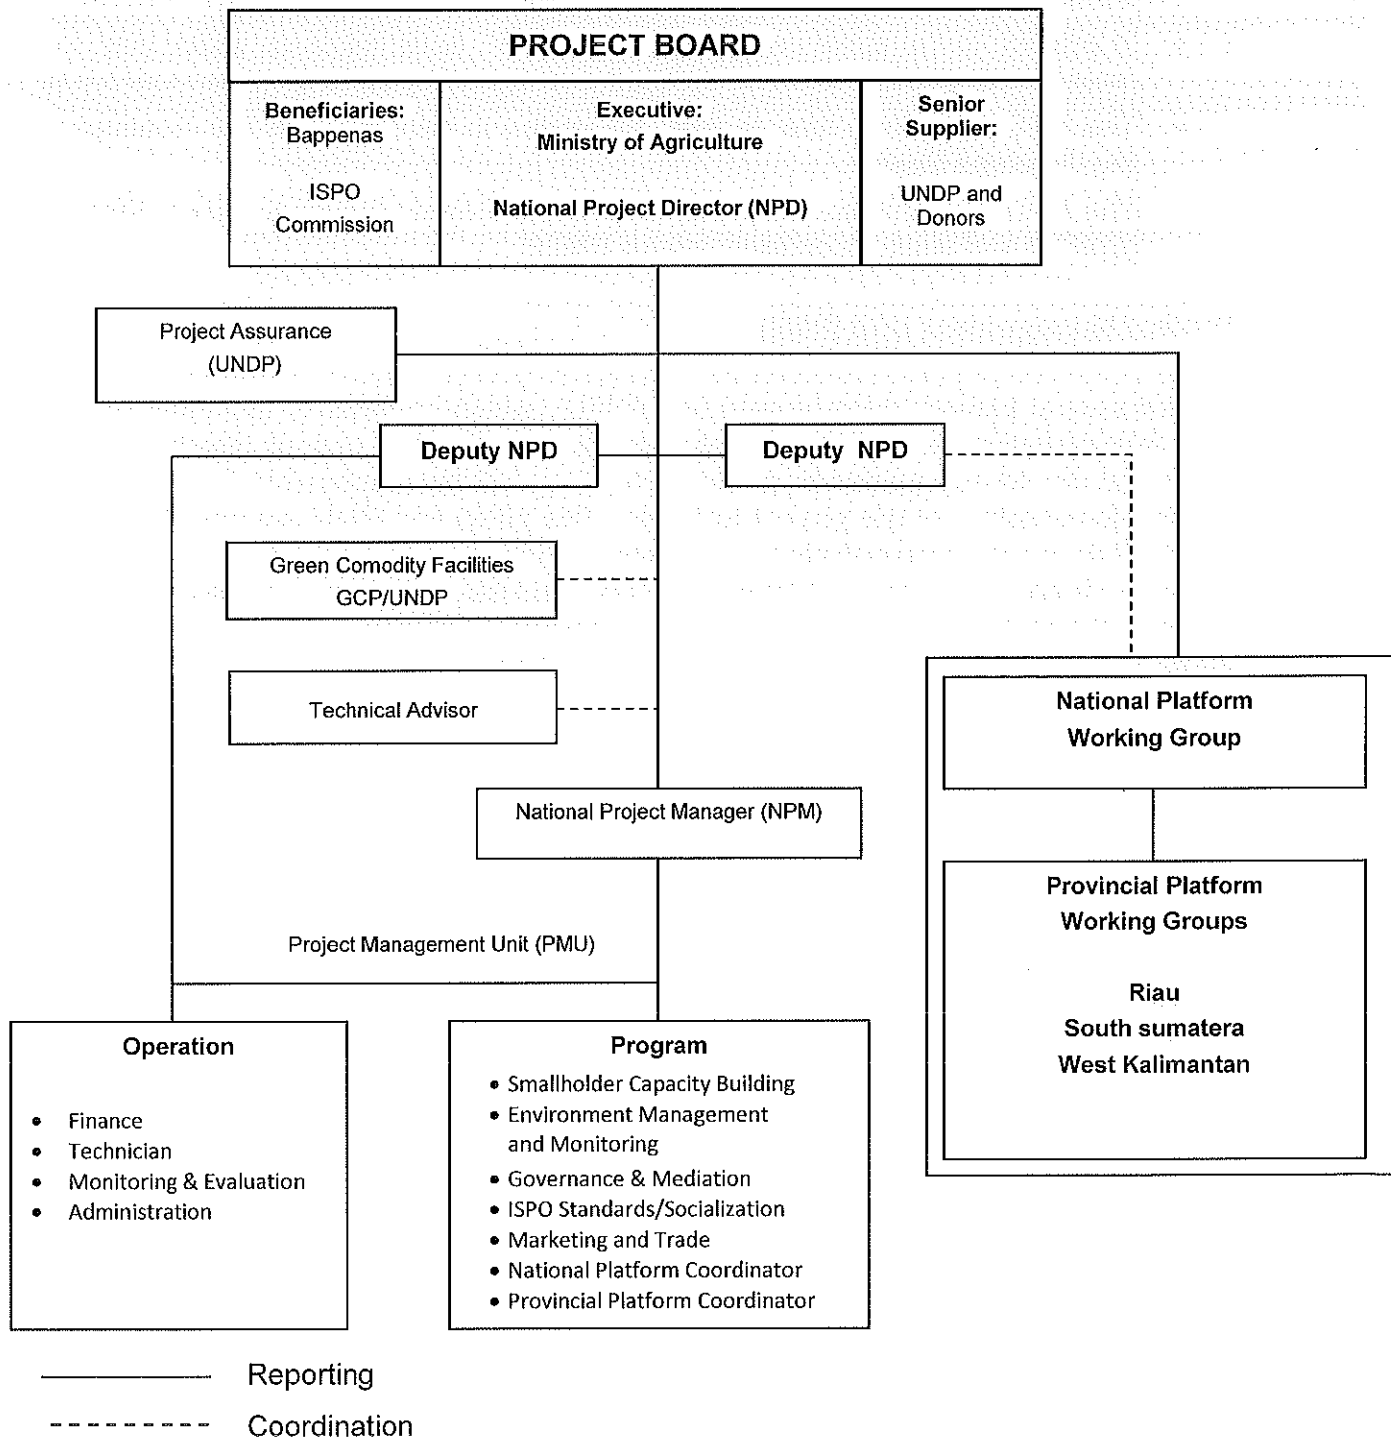 PROJECT BOARD
Beneficiaries:
Bappenas
ISPO
Commission
Executive:
Ministry of Agriculture
National Project Director (NPD)
Senior
Supplier:
UNDP and
Donors
Project Assurance
(UNDP)
Deputy NPD
Deputy NPD
Green Comodity Facilities
GCP/UNDP
Technical Advisor
National Project Manager (NPM)
National Platform
Working Group
Provincial Platform
Working Groups
Riau
South sumatera
West Kalimantan
Project Management Unit (PMU)
Operation
• Finance
• Technician
• Monitoring & Evaluation
• Administration
Program
• Smallholder Capacity Building
• Environment Management
and Monitoring
• Governance & Mediation
• ISPO Standards/Socialization
• Marketing and Trade
• National Platform Coordinator
• Provincial Platform Coordinator
Reporting
Coordination